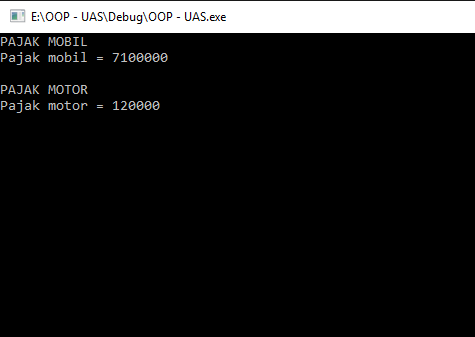 E:\OOP - UAS\Debug\OOP - UAS.exe
PAJAK MOBIL
Pajak mobil = 7100000
PAJAK MOTOR
Pajak motor = 120000